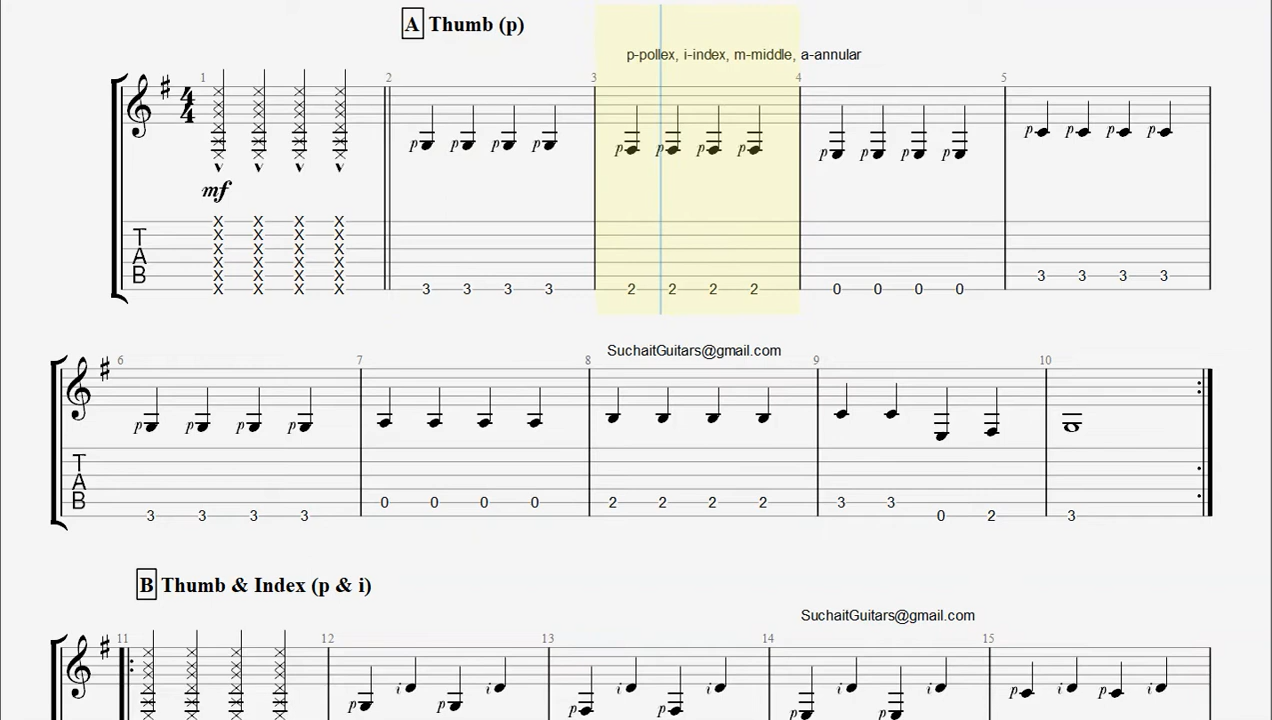 A Thumb (p)
p-pollex, i-index, m-middle, a-annular
1 2 3 4 5
4
4
p p p p p p p p p p p p p p p p
mf
T
A
B
X X X X
X X X X
X X X X
X X X X
X X X X 3 3 3 3
X X X X 3 3 3 3 2 2 2 2 0 0 0 0
SuchaitGuitars@gmail.com
6 7 8 9 10
p p p p
T
A
B
0 0 0 0 2 2 2 2 3 3
3 3 3 3 0 2 3
B Thumb & Index (p & i)
SuchaitGuitars@gmail.com
11 12 13 14 15
p i p i p i p i p i p i p i p i